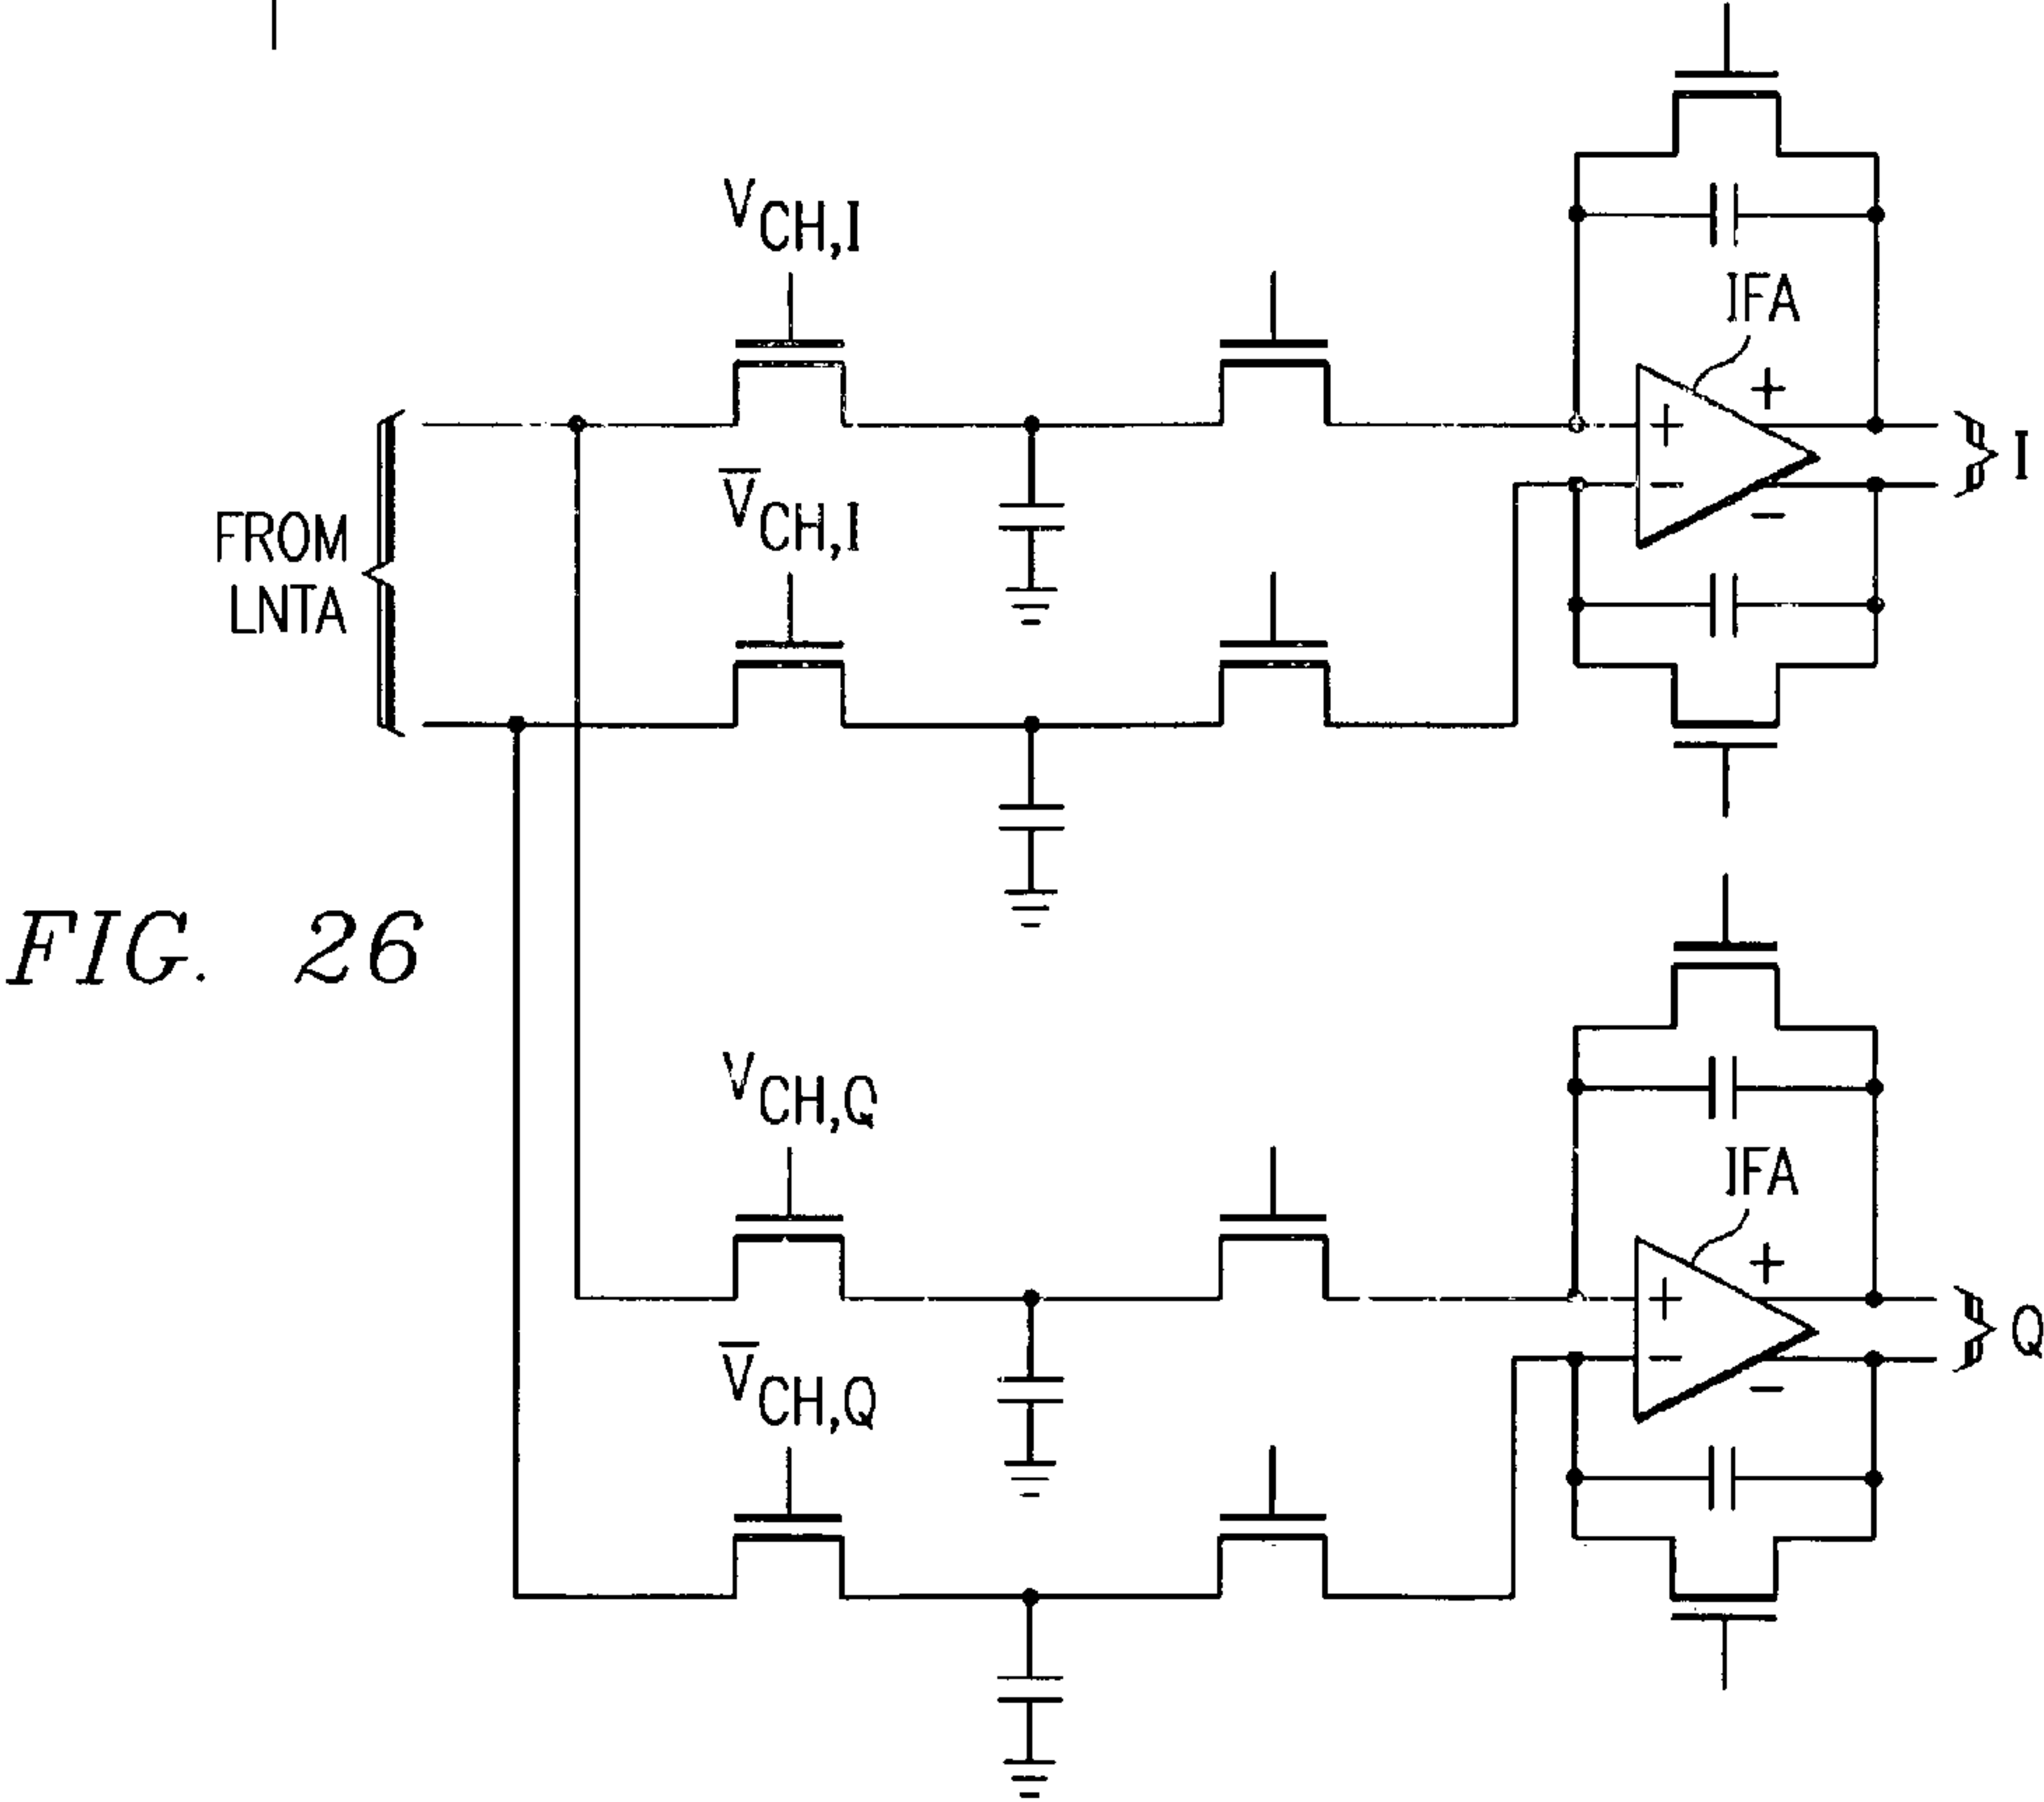 V_CH,I
IFA
+
+
−
−
I
V̅_CH,I
FROM
LNTA
FIG. 26
V_CH,Q
IFA
+
+
−
−
Q
V̅_CH,Q